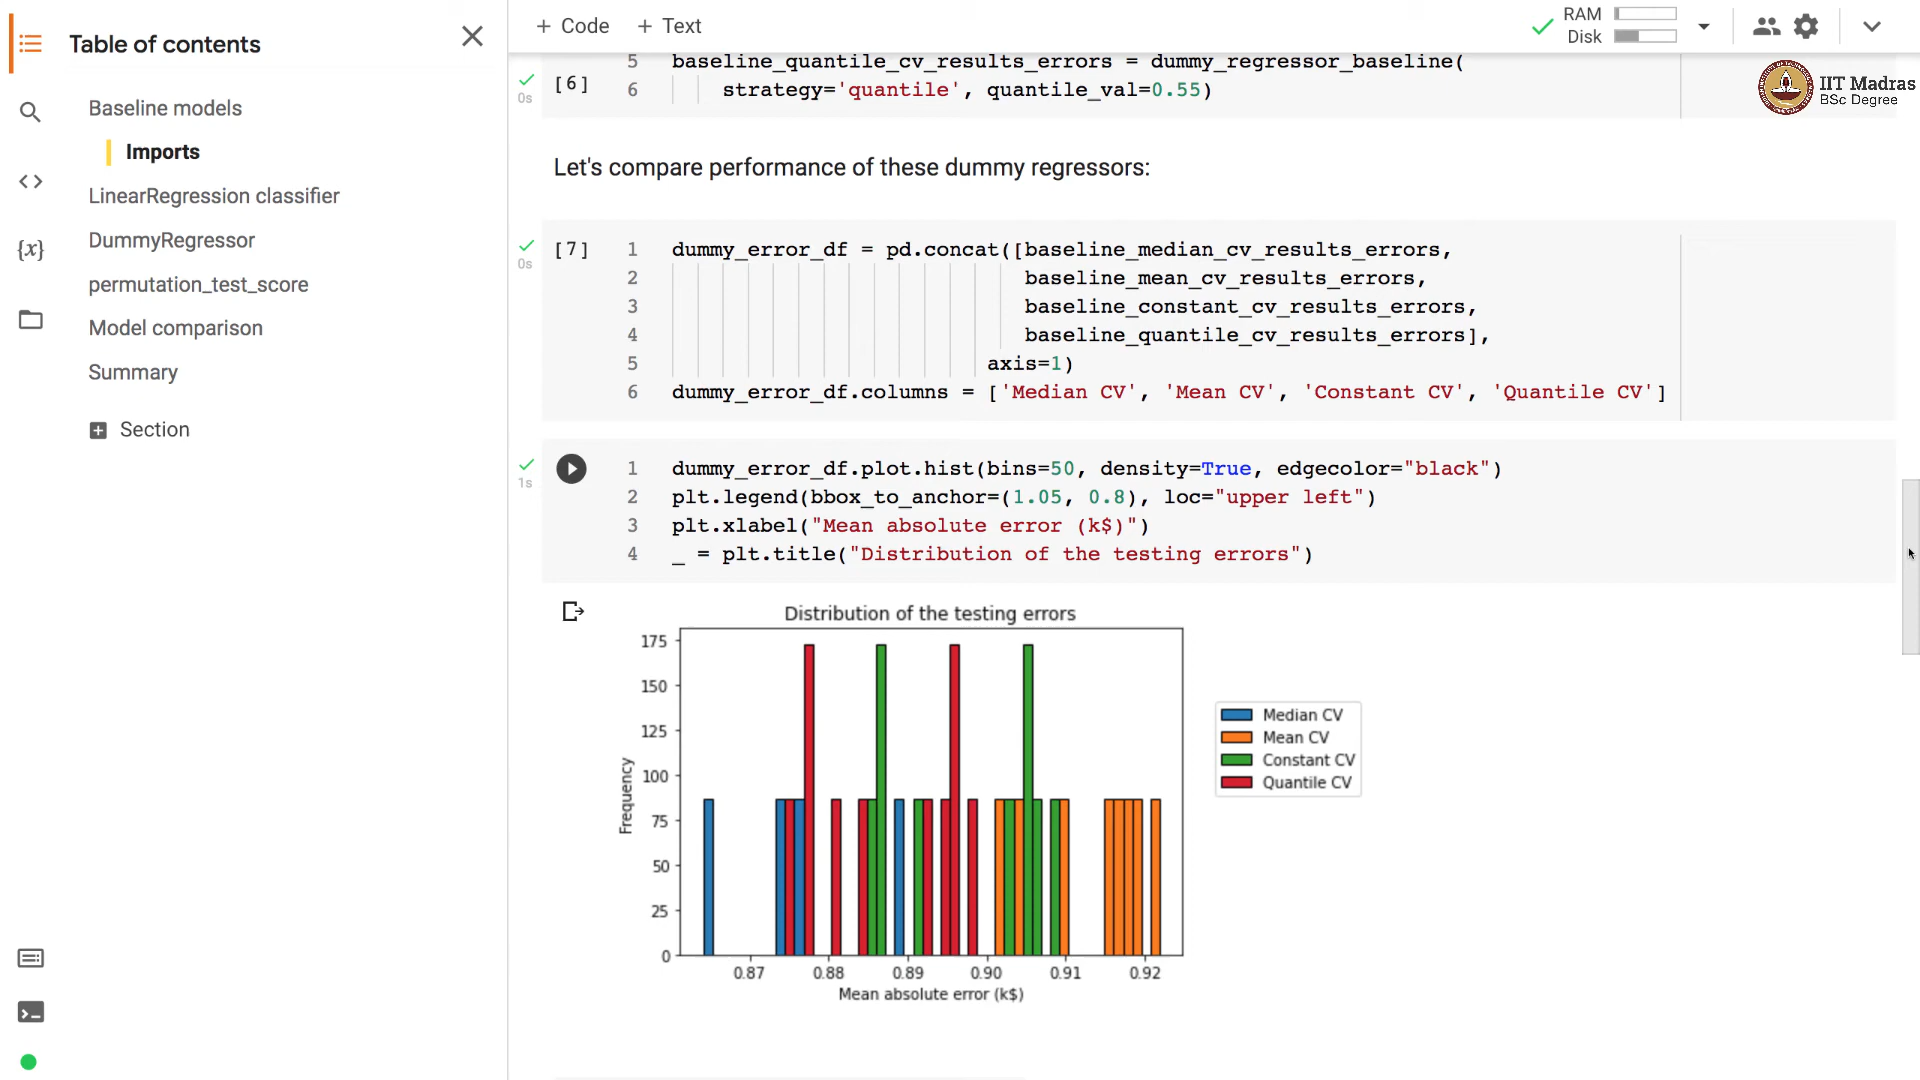 Table of contents
Baseline models
Imports
LinearRegression classifier
DummyRegressor
permutation_test_score
Model comparison
Summary
Section
+ Code + Text
RAM
Disk
IIT Madras
BSc Degree
0s
[6]
5 baseline_quantile_cv_results_errors = dummy_regressor_baseline(
6 strategy='quantile', quantile_val=0.55)
Let's compare performance of these dummy regressors:
0s
[7]
1 dummy_error_df = pd.concat([baseline_median_cv_results_errors,
2 baseline_mean_cv_results_errors,
3 baseline_constant_cv_results_errors,
4 baseline_quantile_cv_results_errors],
5 axis=1)
6 dummy_error_df.columns = ['Median CV', 'Mean CV', 'Constant CV', 'Quantile CV']
1s
1 dummy_error_df.plot.hist(bins=50, density=True, edgecolor="black")
2 plt.legend(bbox_to_anchor=(1.05, 0.8), loc="upper left")
3 plt.xlabel("Mean absolute error (k$)")
4 _ = plt.title("Distribution of the testing errors")
Distribution of the testing errors
175
150
125
100
75
50
25
0
Frequency
0.87 0.88 0.89 0.90 0.91 0.92
Mean absolute error (k$)
Median CV
Mean CV
Constant CV
Quantile CV
{x}